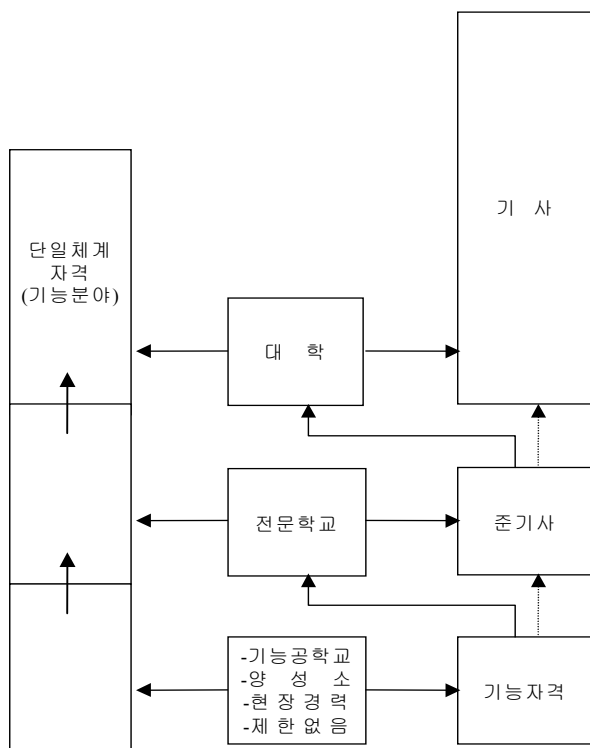 기 사
단일체계
자격
(기능분야)
대 학
전문학교
준기사
-기능공학교
-양 성 소
-현장경력
-제한없음
기능자격